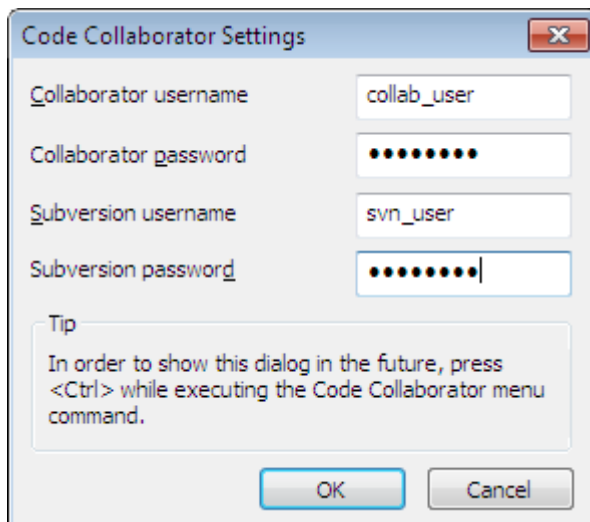 Code Collaborator Settings
Collaborator username collab_user
Collaborator password ●●●●●●●●
Subversion username svn_user
Subversion password ●●●●●●●●
Tip
In order to show this dialog in the future, press
<Ctrl> while executing the Code Collaborator menu
command.
OK Cancel